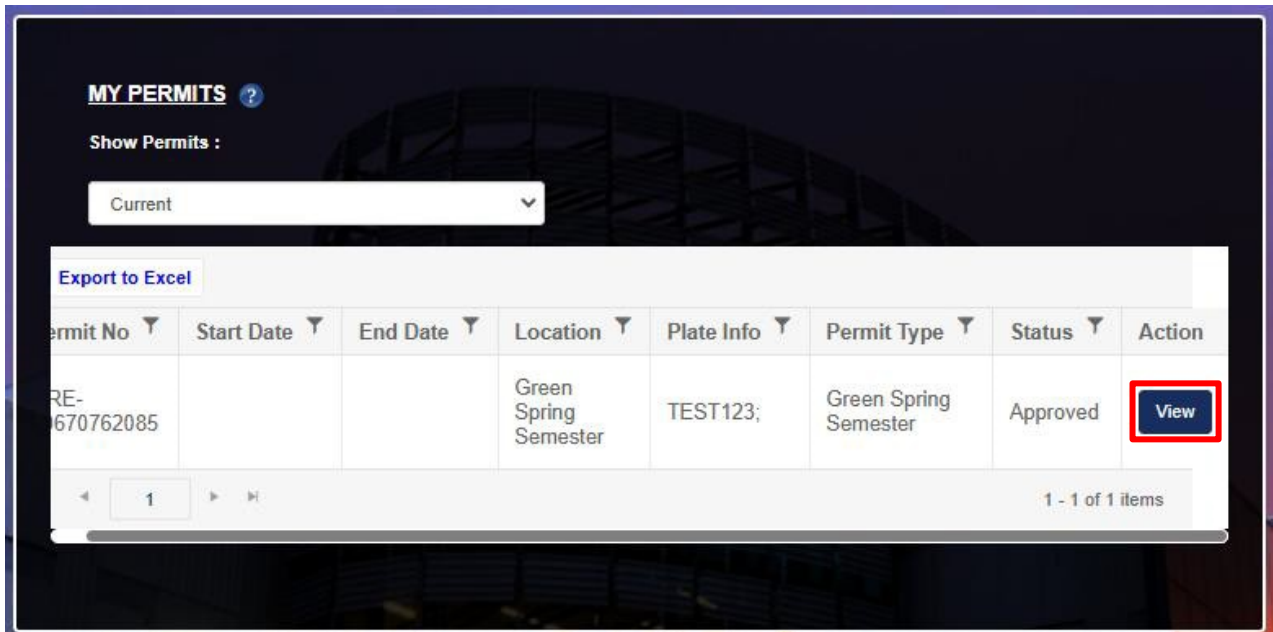 MY PERMITS ?
Show Permits :
Current
Export to Excel
ermit No Start Date End Date Location Plate Info Permit Type Status Action
RE-
670762085
Green
Spring
Semester
TEST123;
Green Spring
Semester
Approved
View
1
1 - 1 of 1 items